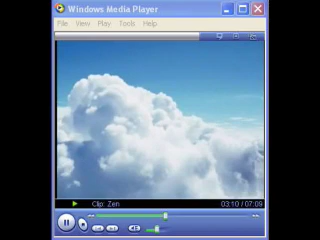 Windows Media Player
File View Play Tools Help
Clip: Zen 03:10 / 07:09